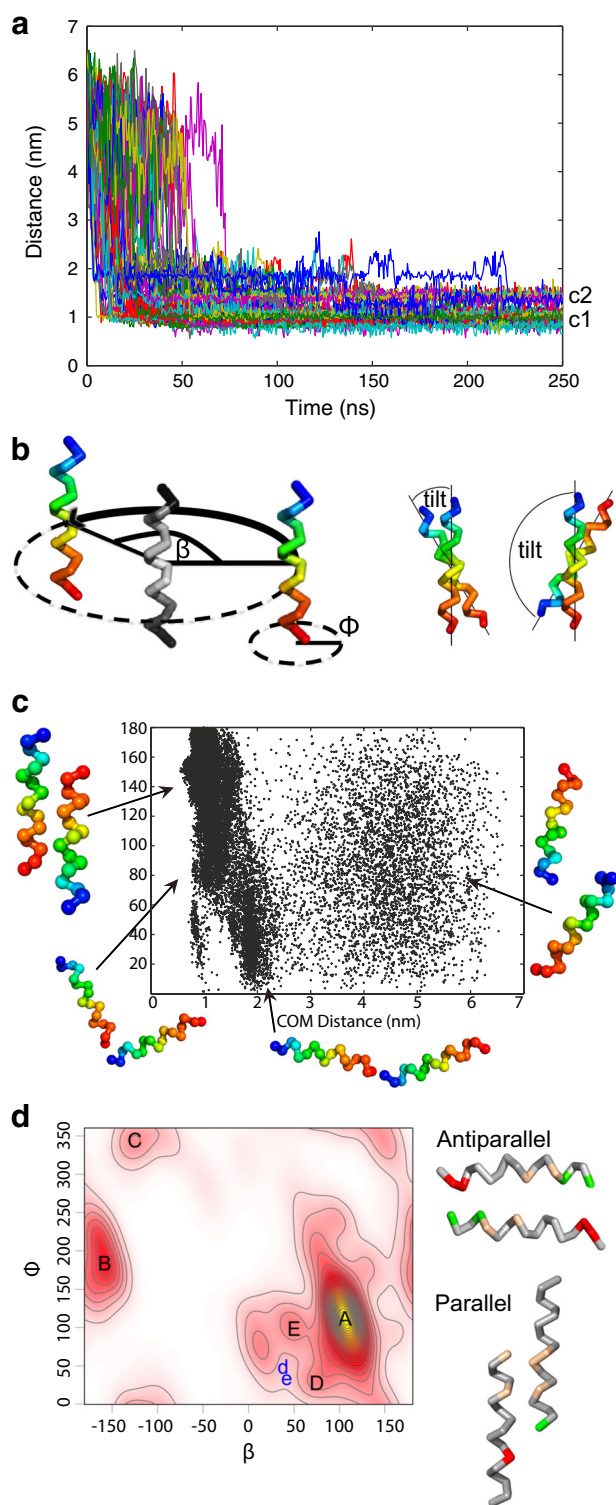 a
7
6
5
4
3
2
1
0
Distance (nm)
c2
c1
0 50 100 150 200 250
Time (ns)
b
β
Φ
tilt
tilt
c
180
160
140
120
100
80
60
40
20
0 1 2 3 4 5 6 7
COM Distance (nm)
d
350
300
250
200
150
100
50
0
Φ
C
B
A
E
d
e
D
-150 -100 -50 0 50 100 150
β
Antiparallel
Parallel